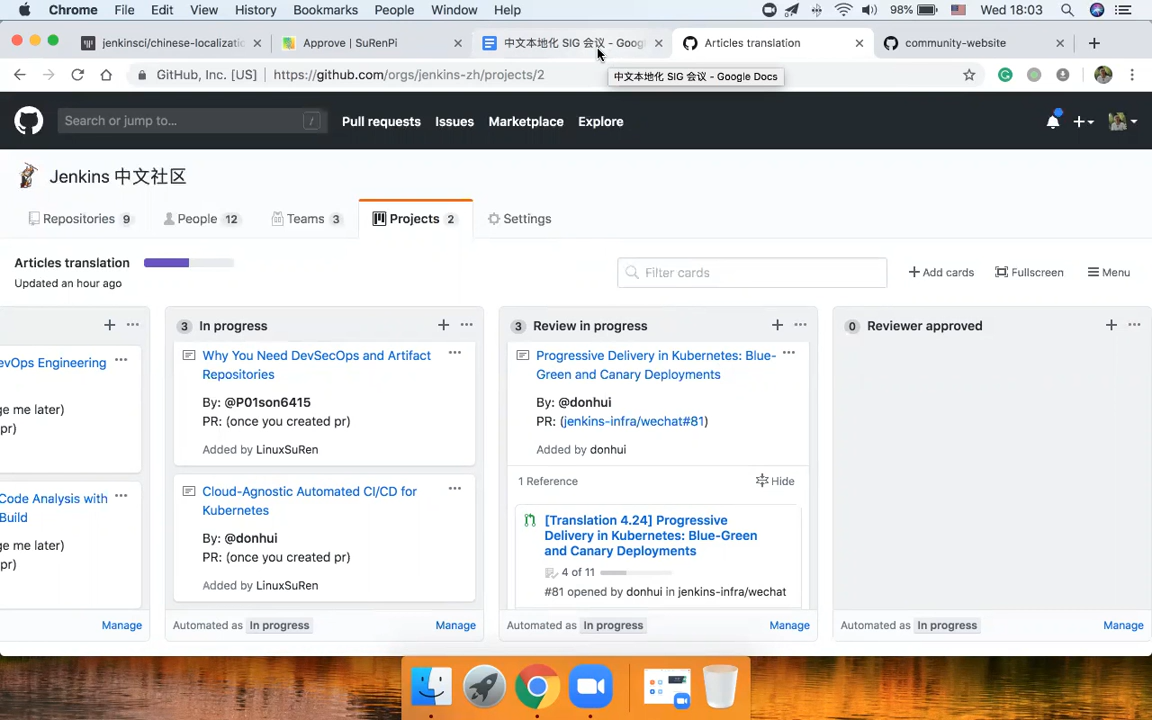 Chrome File Edit View History Bookmarks People Project Window Help 98% Wed 18:03
jenkinsci/chinese-localizatio
Approve | SuRenPi
中文本地化 SIG 会议 - Googl
Articles translation
community-website
GitHub, Inc. [US] https://github.com/orgs/jenkins-zh/projects/2
中文本地化 SIG 会议 - Google Docs
Search or jump to... /
Pull requests Issues Marketplace Explore
Jenkins 中文社区
Repositories 9 People 12 Teams 3 Projects 2 Settings
Articles translation
Updated an hour ago
Filter cards
Add cards Fullscreen Menu
evOps Engineering
ge me later)
pr)
Code Analysis with
Build
ge me later)
pr)
Manage
3 In progress
Why You Need DevSecOps and Artifact
Repositories
By: @P01son6415
PR: (once you created pr)
Added by LinuxSuRen
Cloud-Agnostic Automated CI/CD for
Kubernetes
By: @donhui
PR: (once you created pr)
Added by LinuxSuRen
Automated as In progress Manage
3 Review in progress
Progressive Delivery in Kubernetes: Blue-
Green and Canary Deployments
By: @donhui
PR: (jenkins-infra/wechat#81)
Added by donhui
1 Reference Hide
[Translation 4.24] Progressive
Delivery in Kubernetes: Blue-Green
and Canary Deployments
4 of 11
#81 opened by donhui in jenkins-infra/wechat
Automated as In progress Manage
0 Reviewer approved
Automated as In progress Manage